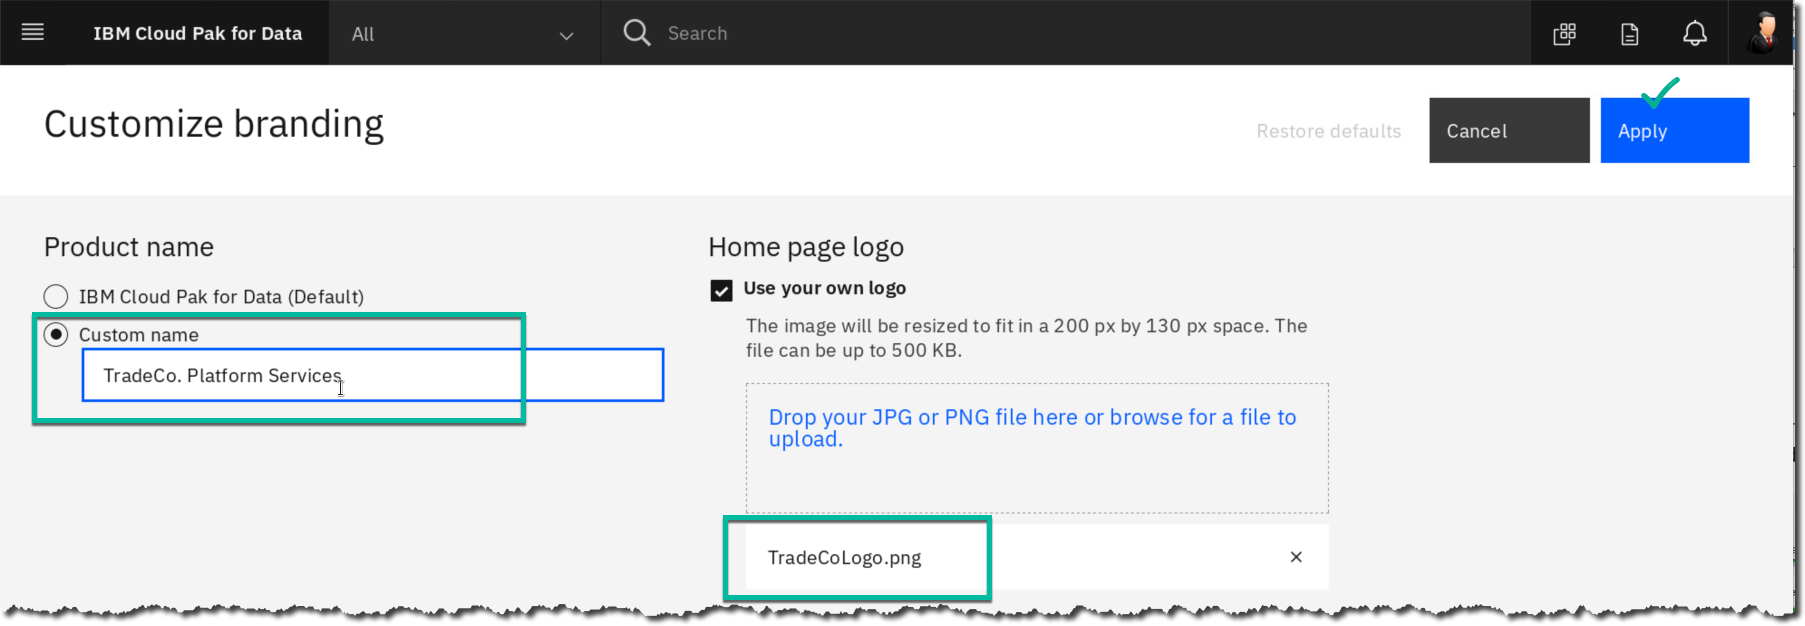 IBM Cloud Pak for Data
All
Search
Customize branding
Restore defaults
Cancel
Apply
Product name
IBM Cloud Pak for Data (Default)
Custom name
TradeCo. Platform Services
Home page logo
Use your own logo
The image will be resized to fit in a 200 px by 130 px space. The
file can be up to 500 KB.
Drop your JPG or PNG file here or browse for a file to
upload.
TradeCoLogo.png